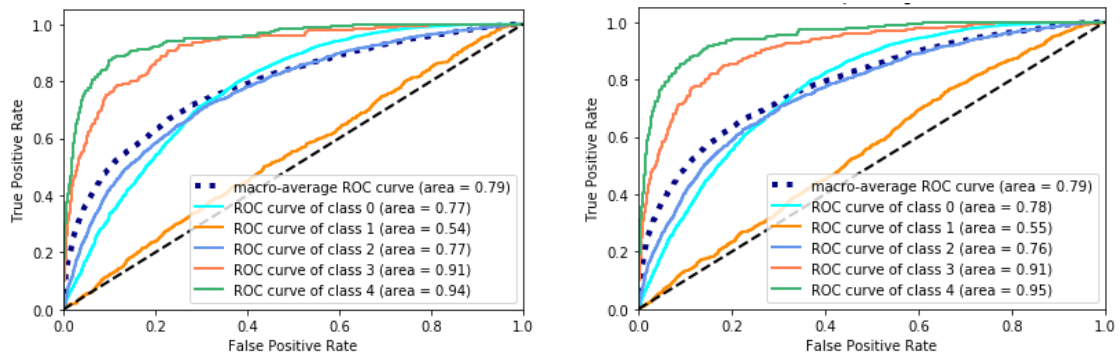 1.0
0.8
0.6
0.4
0.2
0.0
True Positive Rate
macro-average ROC curve (area = 0.79)
ROC curve of class 0 (area = 0.77)
ROC curve of class 1 (area = 0.54)
ROC curve of class 2 (area = 0.77)
ROC curve of class 3 (area = 0.91)
ROC curve of class 4 (area = 0.94)
0.0 0.2 0.4 0.6 0.8 1.0
False Positive Rate
1.0
0.8
0.6
0.4
0.2
0.0
True Positive Rate
macro-average ROC curve (area = 0.79)
ROC curve of class 0 (area = 0.78)
ROC curve of class 1 (area = 0.55)
ROC curve of class 2 (area = 0.76)
ROC curve of class 3 (area = 0.91)
ROC curve of class 4 (area = 0.95)
0.0 0.2 0.4 0.6 0.8 1.0
False Positive Rate